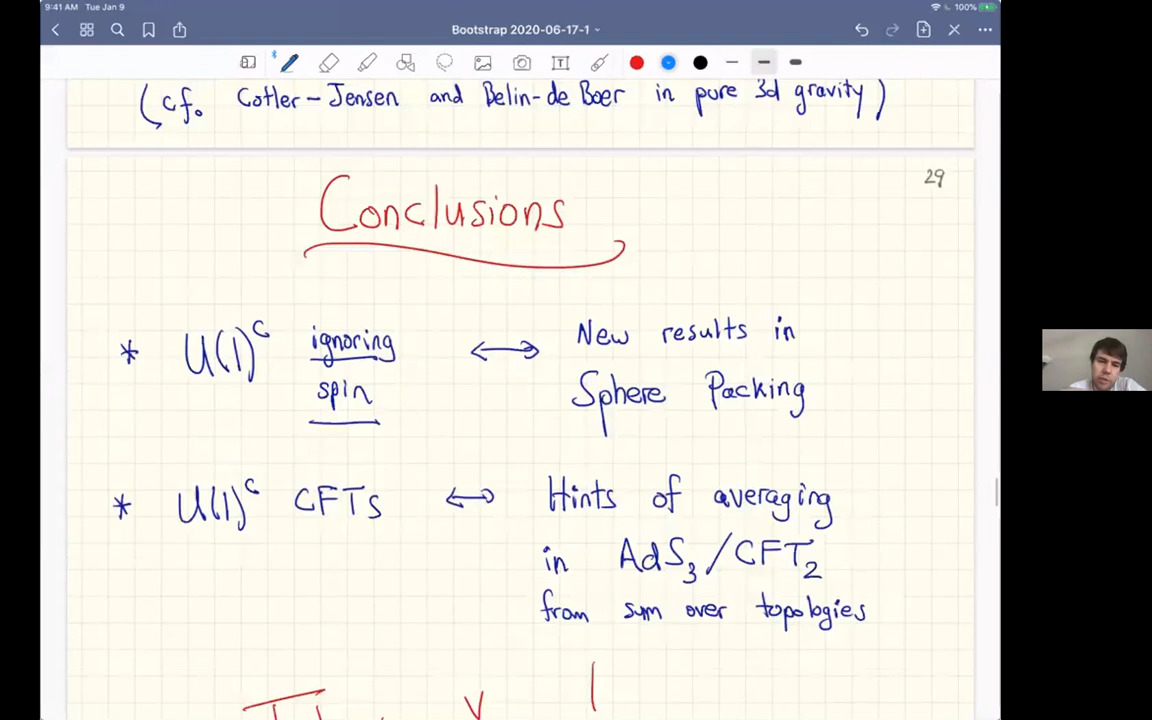 9:41 AM Tue Jan 9
100%
Bootstrap 2020-06-17-1
(cf. Cotler-Jensen and Belin-de Boer in pure 3d gravity)
29
Conclusions
* U(1)^c ignoring spin ↔ New results in Sphere Packing
* U(1)^c CFTs ↔ Hints of averaging
in AdS₃/CFT₂
from sum over topologies